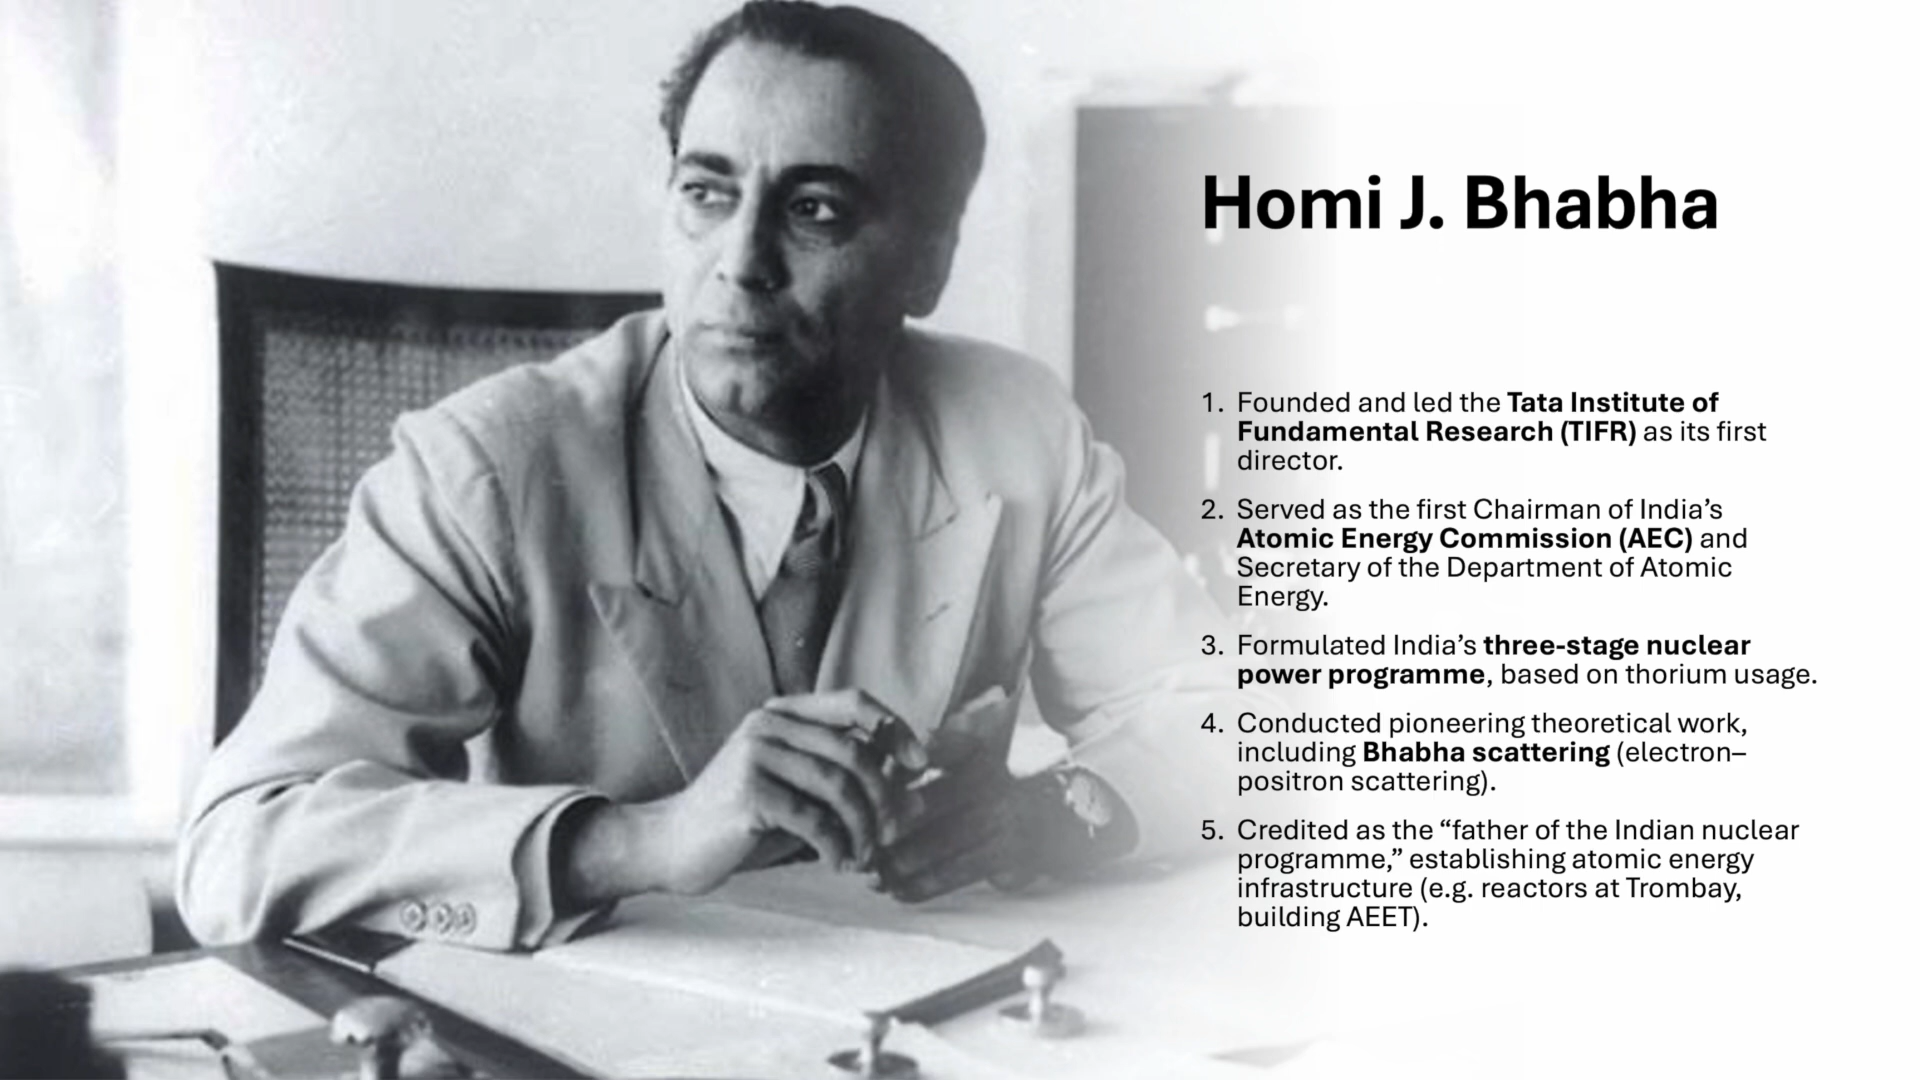 Homi J. Bhabha
1. Founded and led the Tata Institute of
Fundamental Research (TIFR) as its first
director.
2. Served as the first Chairman of India’s
Atomic Energy Commission (AEC) and
Secretary of the Department of Atomic
Energy.
3. Formulated India’s three-stage nuclear
power programme, based on thorium usage.
4. Conducted pioneering theoretical work,
including Bhabha scattering (electron–
positron scattering).
5. Credited as the “father of the Indian nuclear
programme,” establishing atomic energy
infrastructure (e.g. reactors at Trombay,
building AEET).